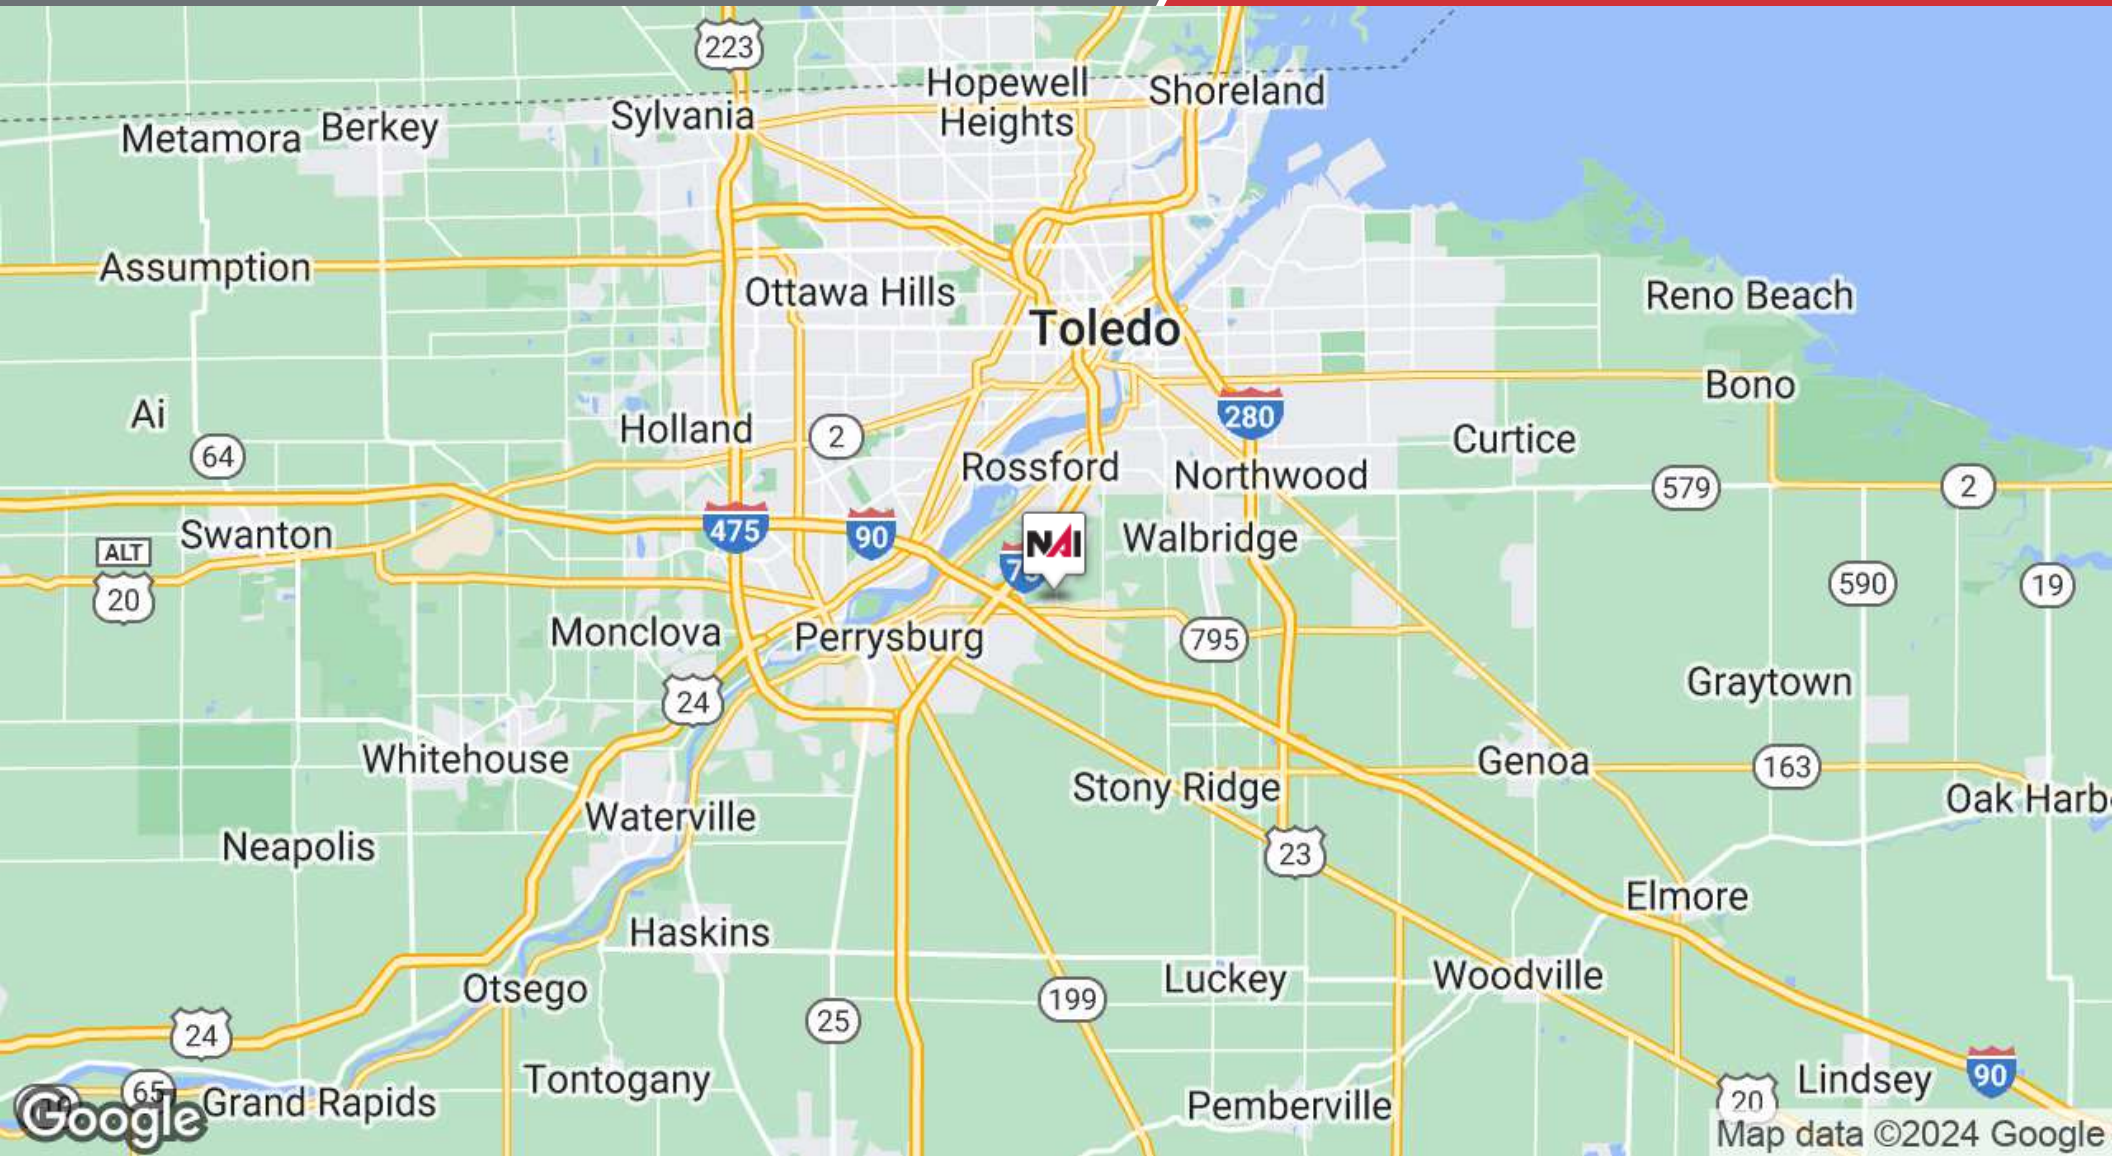 223
Hopewell
Heights
Shoreland
Sylvania
Metamora
Berkey
Assumption
Ottawa Hills
Toledo
Reno Beach
Bono
Ai
64
Holland
2
280
Curtice
Rossford
Northwood
579
2
475
90
NAI
Walbridge
Swanton
ALT
20
590
19
Monclova
Perrysburg
795
24
Graytown
Whitehouse
Stony Ridge
Genoa
163
Oak Harb
Waterville
Neapolis
23
Elmore
Haskins
Otsego
Luckey
Woodville
199
25
24
Tontogany
65
Grand Rapids
Pemberville
20
Lindsey
90
Google
Map data ©2024 Google